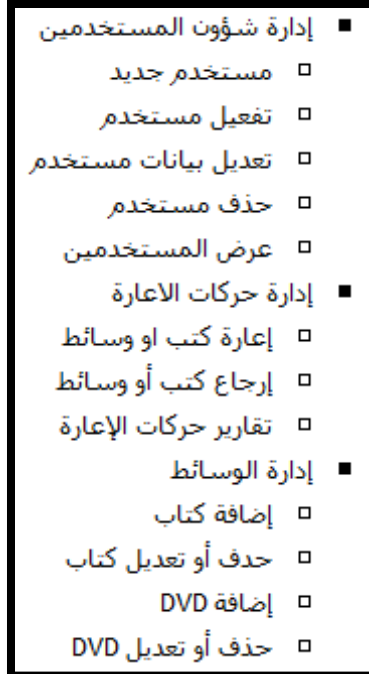 إدارة شؤون المستخدمين
مستخدم جديد
تفعيل مستخدم
تعديل بيانات مستخدم
حذف مستخدم
عرض المستخدمين
إدارة حركات الاعارة
إعارة كتب او وسائط
إرجاع كتب أو وسائط
تقارير حركات الإعارة
إدارة الوسائط
إضافة كتاب
حدف أو تعديل كتاب
إضافة DVD
حذف أو تعديل DVD